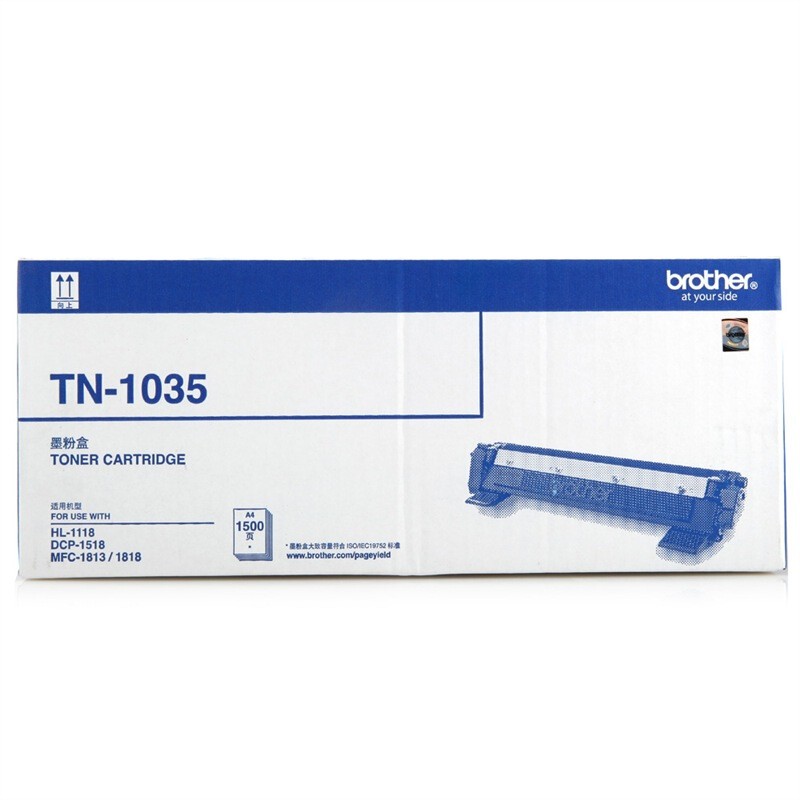 向上
brother®
at your side
TN-1035
墨粉盒
TONER CARTRIDGE
适用机型
FOR USE WITH
HL-1118
DCP-1518
MFC-1813 / 1818
A4
1500
页
*
* 墨粉盒大致容量符合 ISO/IEC19752 标准
www.brother.com/pageyield
brother